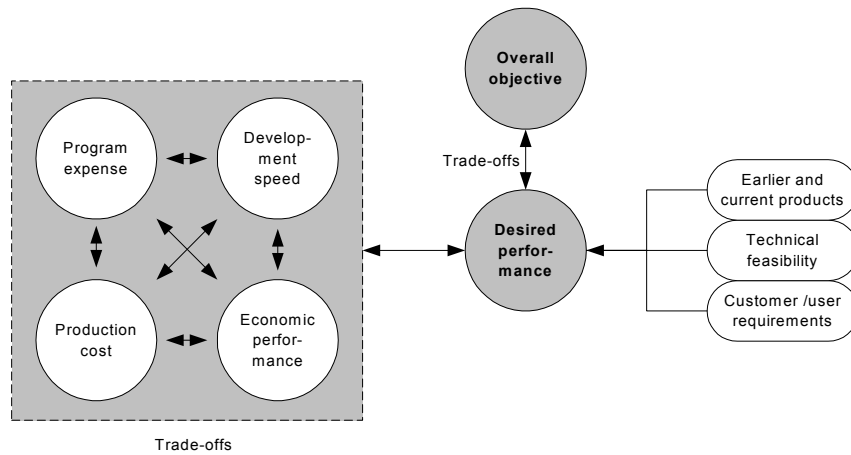 Overall
objective
Program
expense
Develop-
ment
speed
Trade-offs
Earlier and
current products
Desired
perfor-
mance
Technical
feasibility
Production
cost
Economic
perfor-
mance
Customer /user
requirements
Trade-offs